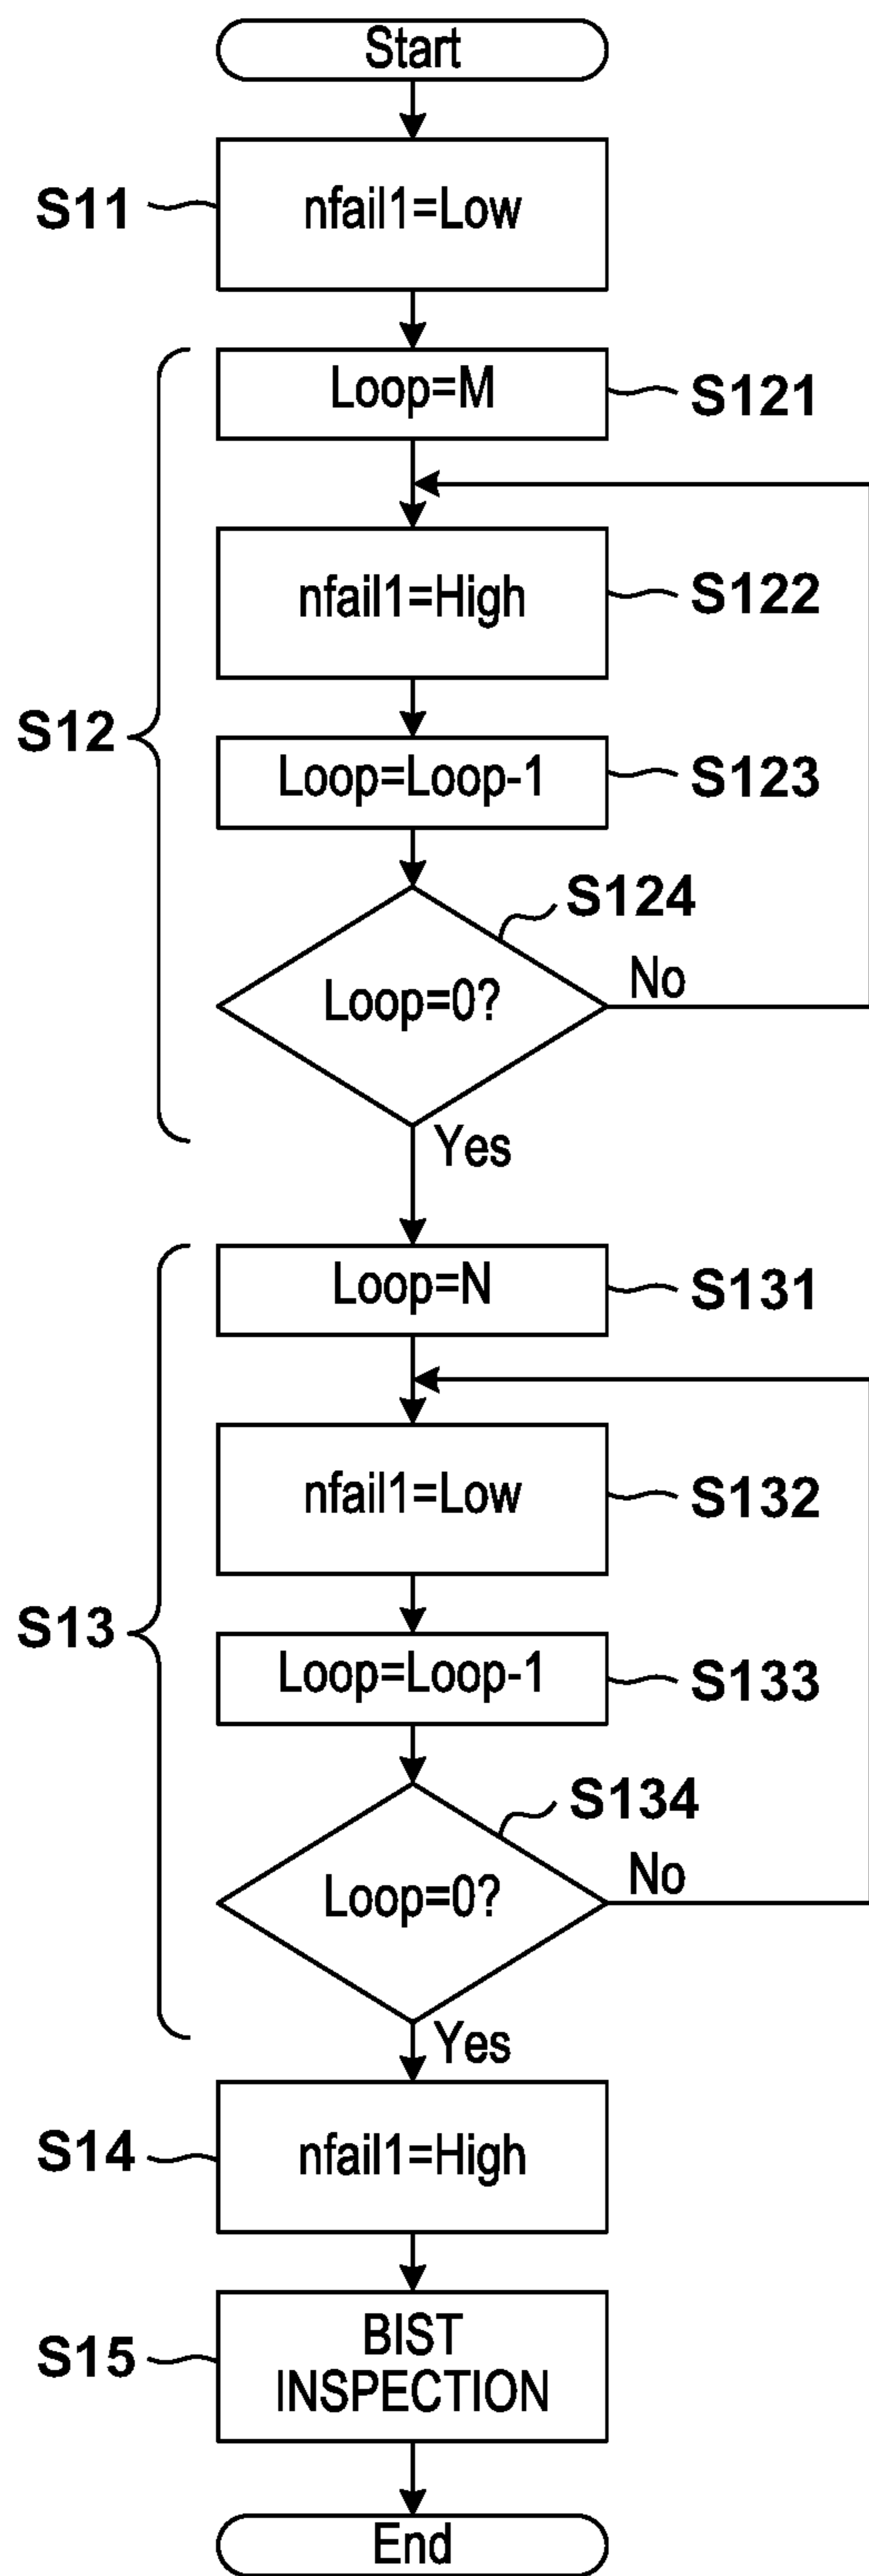 Start
S11
nfail1=Low
Loop=M
S121
nfail1=High
S122
S12
Loop=Loop-1
S123
S124
Loop=0?
No
Yes
Loop=N
S131
nfail1=Low
S132
S13
Loop=Loop-1
S133
S134
Loop=0?
No
Yes
S14
nfail1=High
S15
BIST
INSPECTION
End